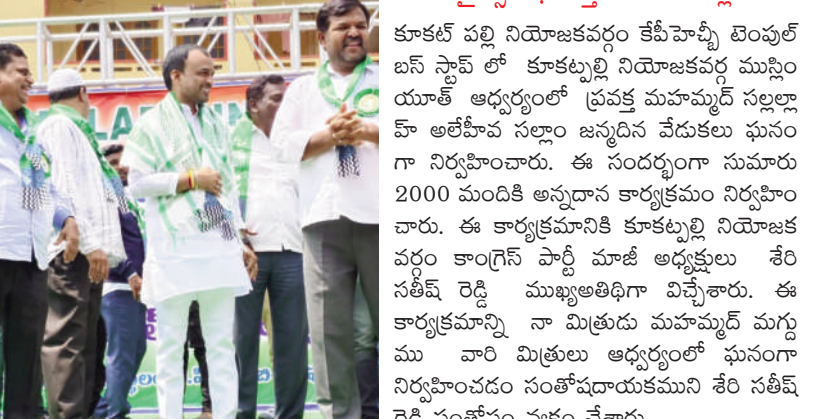 కూకట్ పల్లి నియోజకవర్గం కేపీహెచ్బీ టెంపుల్
బస్ స్టాప్ లో కూకట్పల్లి నియోజకవర్గ ముస్లిం
యూత్ ఆధ్వర్యంలో ప్రవక్త మహమ్మద్ సల్లల్లా
హ్ అలేహీవ సల్లాం జన్మదిన వేడుకలు ఘనం
గా నిర్వహించారు. ఈ సందర్భంగా సుమారు
2000 మందికి అన్నదాన కార్యక్రమం నిర్వహిం
చారు. ఈ కార్యక్రమానికి కూకట్పల్లి నియోజక
వర్గం కాంగ్రెస్ పార్టీ మాజీ అధ్యక్షులు శేరి
సతీష్ రెడ్డి ముఖ్యఅతిథిగా విచ్చేశారు. ఈ
కార్యక్రమాన్ని నా మిత్రుడు మహమ్మద్ మగ్దు
ము వారి మిత్రులు ఆధ్వర్యంలో ఘనంగా
నిర్వహించడం సంతోషదాయకముని శేరి సతీష్